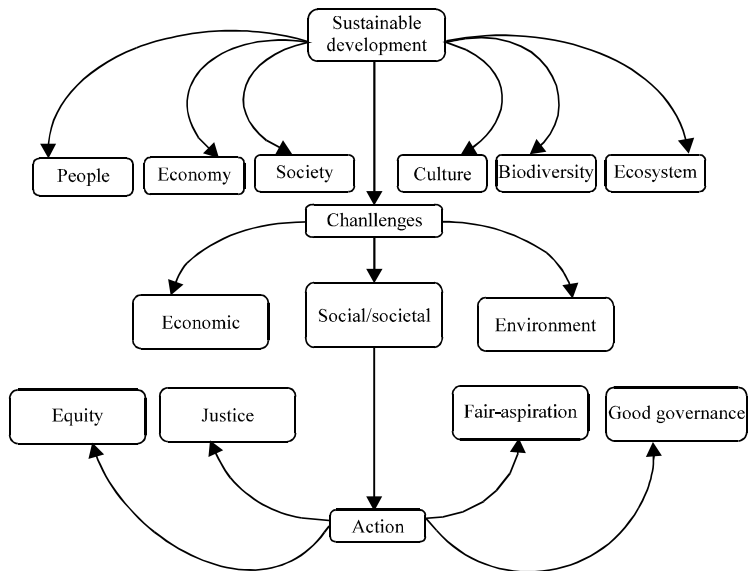 Sustainable
development
People
Economy
Society
Culture
Biodiversity
Ecosystem
Chanllenges
Economic
Social/societal
Environment
Equity
Justice
Fair-aspiration
Good governance
Action